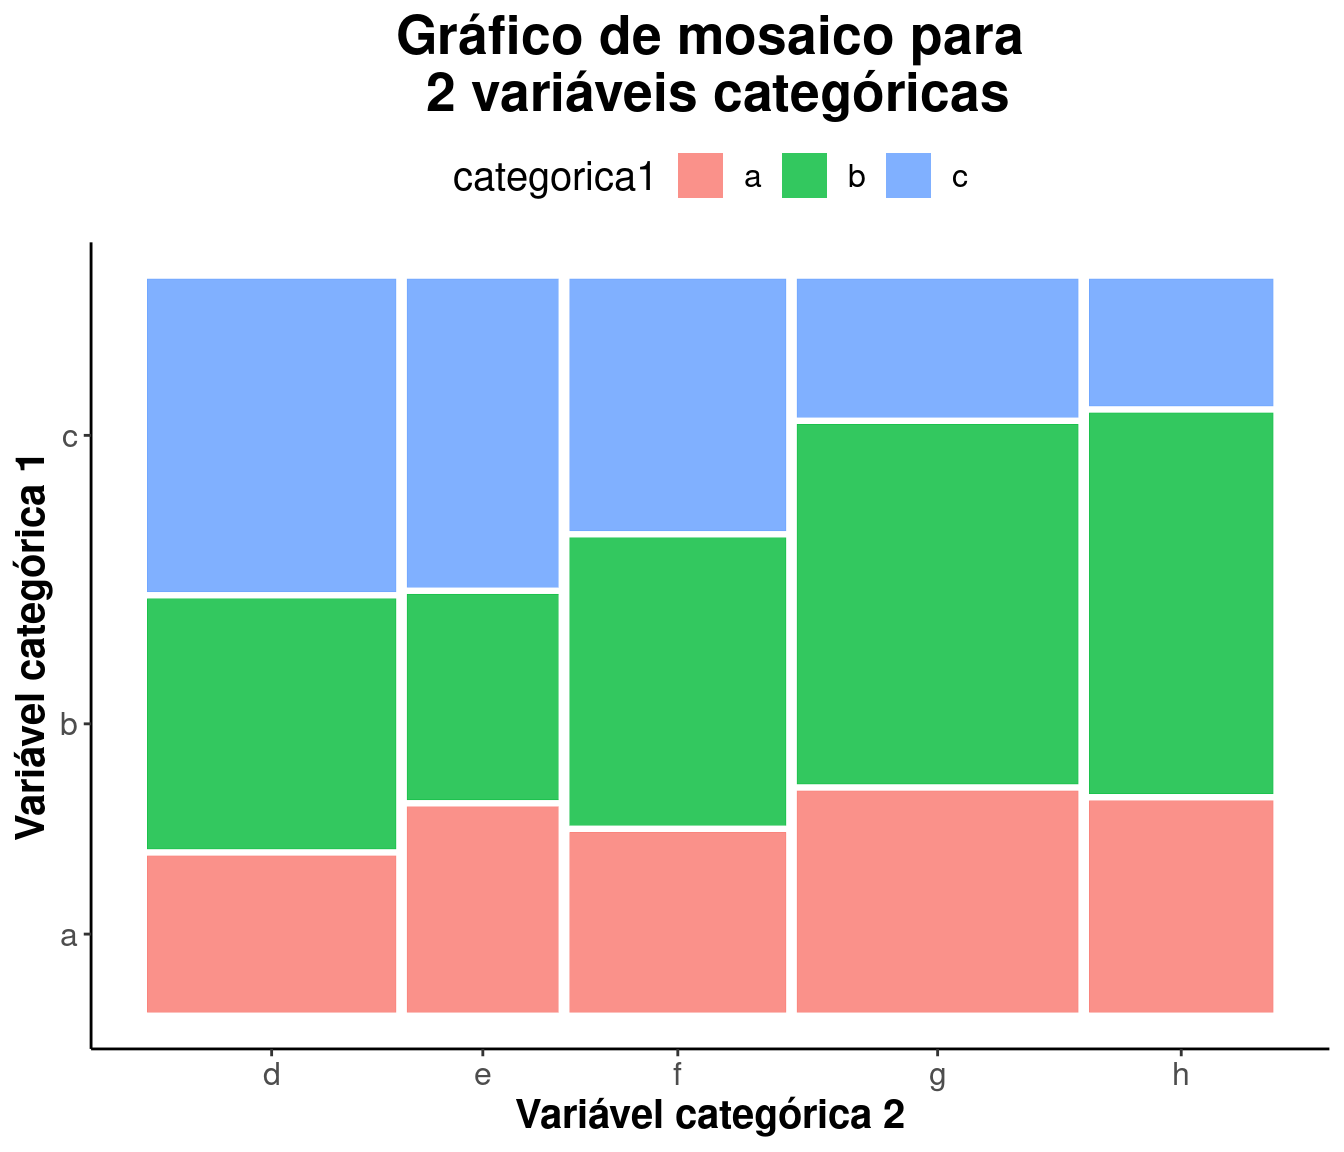 Gráfico de mosaico para
2 variáveis categóricas
categorica1 a b c
Variável categórica 1
c
b
a
d e f g h
Variável categórica 2